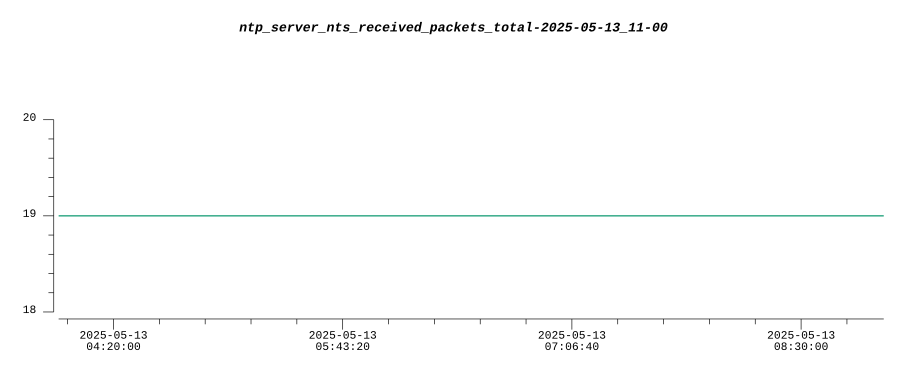 ntp_server_nts_received_packets_total-2025-05-13_11-00
20
19
18
2025-05-13 2025-05-13 2025-05-13 2025-05-13
04:20:00 05:43:20 07:06:40 08:30:00